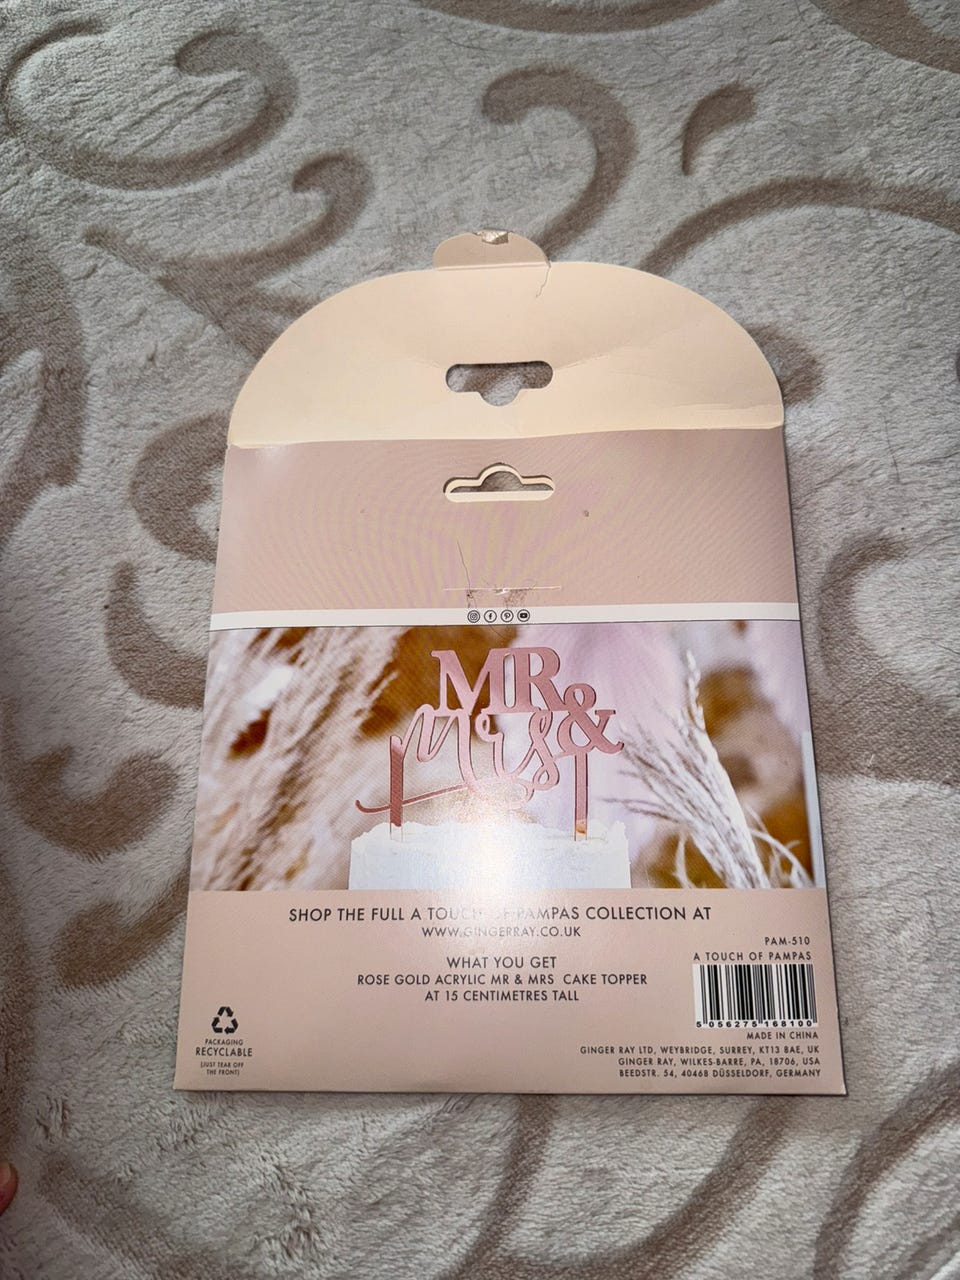 MR
&
Mrs
SHOP THE FULL A TOUCH OF PAMPAS COLLECTION AT
WWW.GINGERRAY.CO.UK
WHAT YOU GET
ROSE GOLD ACRYLIC MR & MRS CAKE TOPPER
AT 15 CENTIMETRES TALL
PAM-510
A TOUCH OF PAMPAS
5 056275 168100
MADE IN CHINA
GINGER RAY LTD, WEYBRIDGE, SURREY, KT13 8AE, UK
GINGER RAY, WILKES-BARRE, PA, 18706, USA
BEEDSTR. 54, 40468 DÜSSELDORF, GERMANY
PACKAGING
RECYCLABLE
(JUST TEAR OFF
THE FRONT)